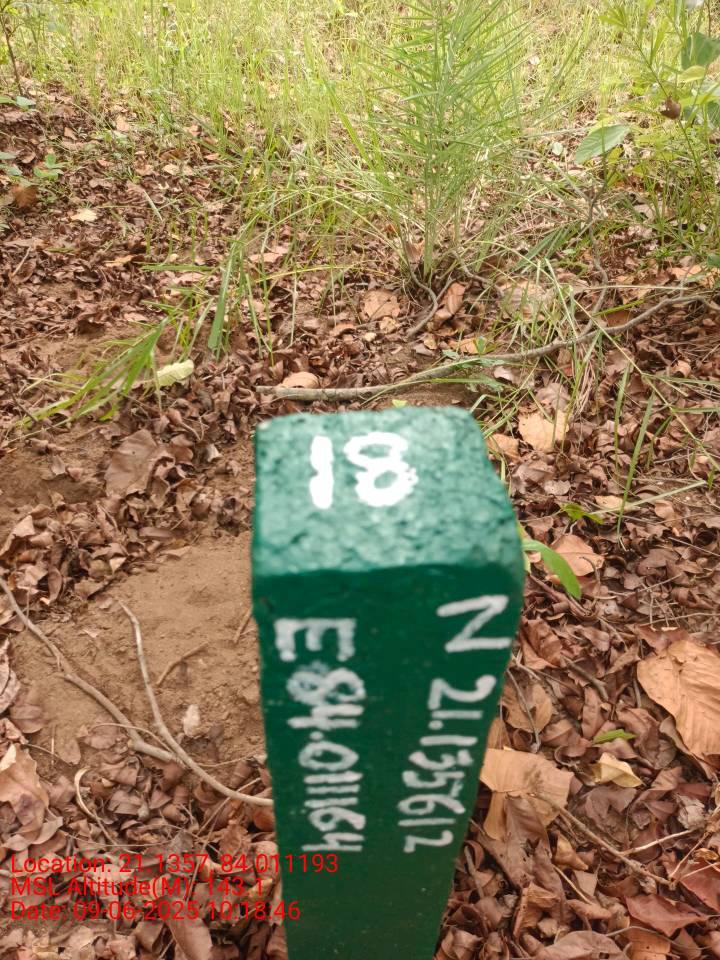 18
N 21.135612
E 84.011164
Location: 21.1357, 84.011193
MSL Altitude(M): 143.1
Date: 09-06-2025 10:18:46